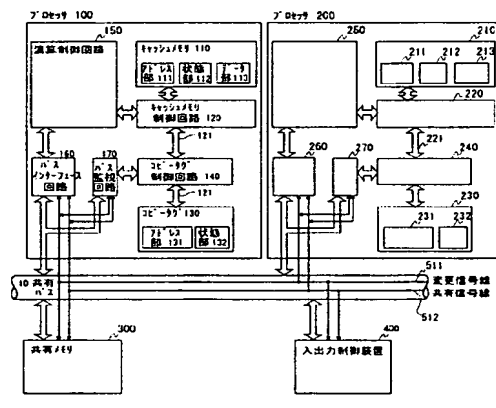 プロセッサ 100
150
演算制御回路
キャッシュメモリ 110
アドレス部 111
状態部 112
データ部 113
キャッシュメモリ制御回路 120
121
160
バスインターフェース回路
170
バス監視回路
コピータグ制御回路 140
121
コピータグ 130
アドレス部 131
状態部 132
プロセッサ 200
250
210
211
212
213
220
221
260
270
240
230
231
232
10 共有バス
511
変更信号線
共有信号線
512
300
共有メモリ
400
入出力制御装置